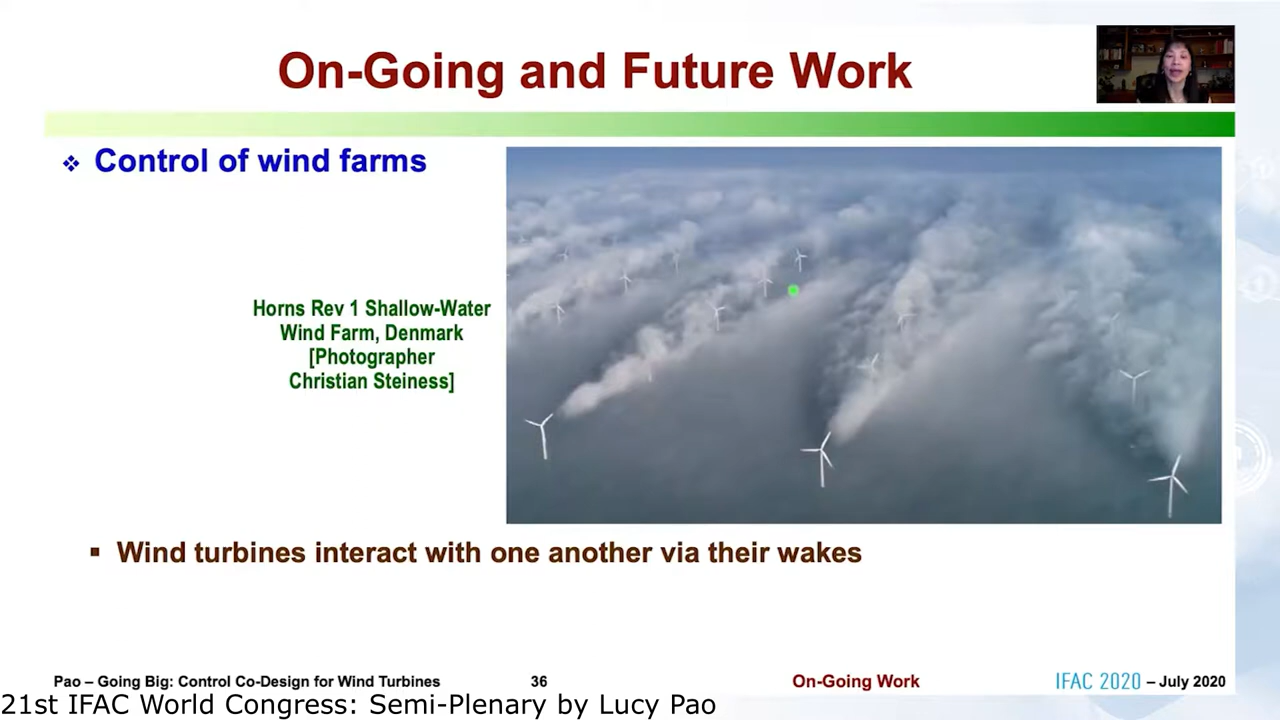 On-Going and Future Work
❖ Control of wind farms
Horns Rev 1 Shallow-Water
Wind Farm, Denmark
[Photographer
Christian Steiness]
▪ Wind turbines interact with one another via their wakes
Pao – Going Big: Control Co-Design for Wind Turbines 36 On-Going Work IFAC 2020 – July 2020
21st IFAC World Congress: Semi-Plenary by Lucy Pao